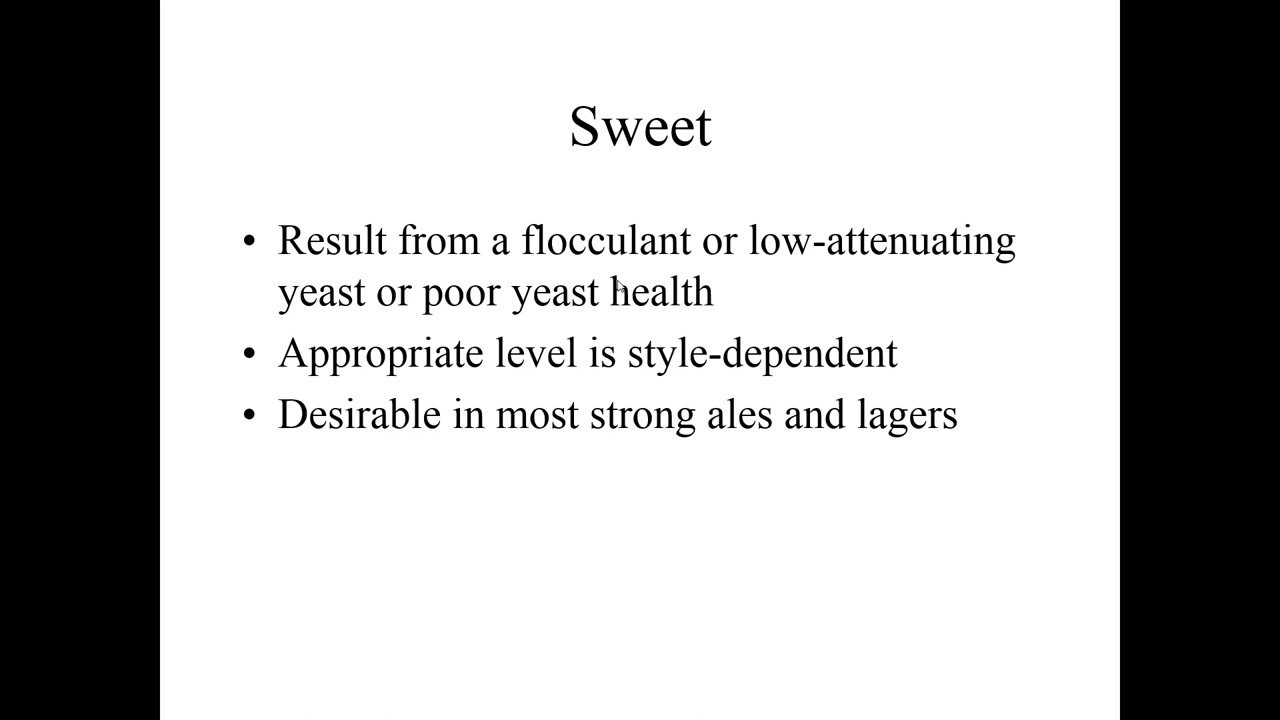 Sweet
• Result from a flocculant or low-attenuating
yeast or poor yeast health
• Appropriate level is style-dependent
• Desirable in most strong ales and lagers